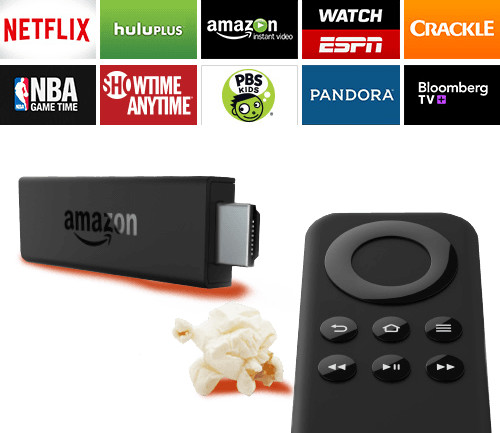 NETFLIX
huluPLUS
amazon
instant video
WATCH
ESPN
CRACKLE
NBA
GAME TIME
SHOWTIME
ANYTIME
PBS
KIDS
PANDORA
Bloomberg
TV+
amazon